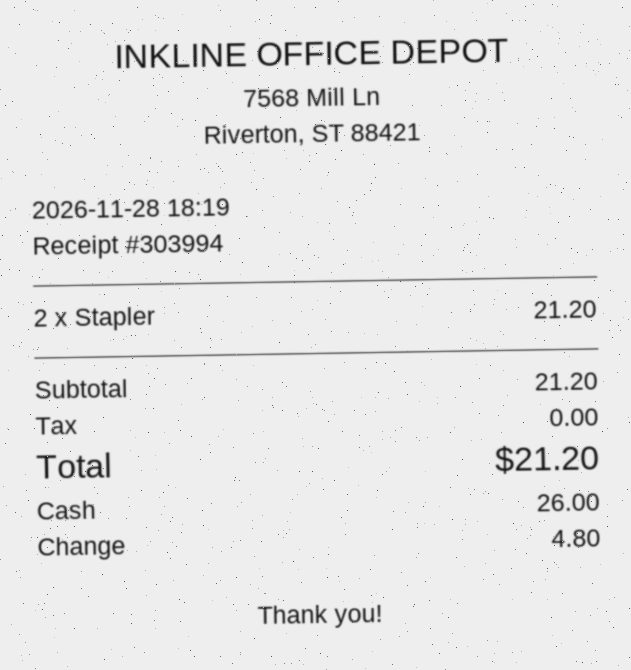 INKLINE OFFICE DEPOT
7568 Mill Ln
Riverton, ST 88421
2026-11-28 18:19
Receipt #303994
2 x Stapler 21.20
Subtotal 21.20
Tax 0.00
Total $21.20
Cash 26.00
Change 4.80
Thank you!